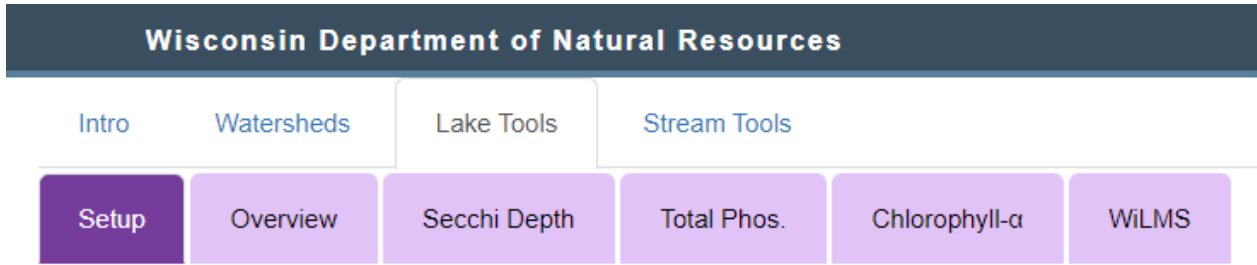 Wisconsin Department of Natural Resources
Intro Watersheds Lake Tools Stream Tools
Setup Overview Secchi Depth Total Phos. Chlorophyll-α WiLMS